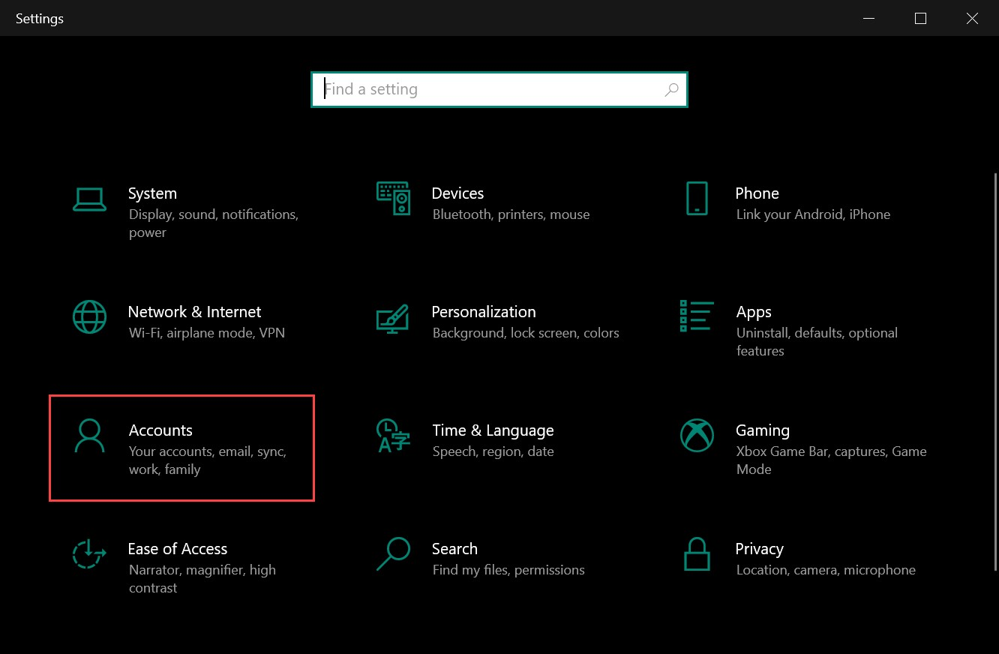 Settings
Find a setting
System
Display, sound, notifications,
power
Devices
Bluetooth, printers, mouse
Phone
Link your Android, iPhone
Network & Internet
Wi-Fi, airplane mode, VPN
Personalization
Background, lock screen, colors
Apps
Uninstall, defaults, optional
features
Accounts
Your accounts, email, sync,
work, family
A字
Time & Language
Speech, region, date
Gaming
Xbox Game Bar, captures, Game
Mode
Ease of Access
Narrator, magnifier, high
contrast
Search
Find my files, permissions
Privacy
Location, camera, microphone